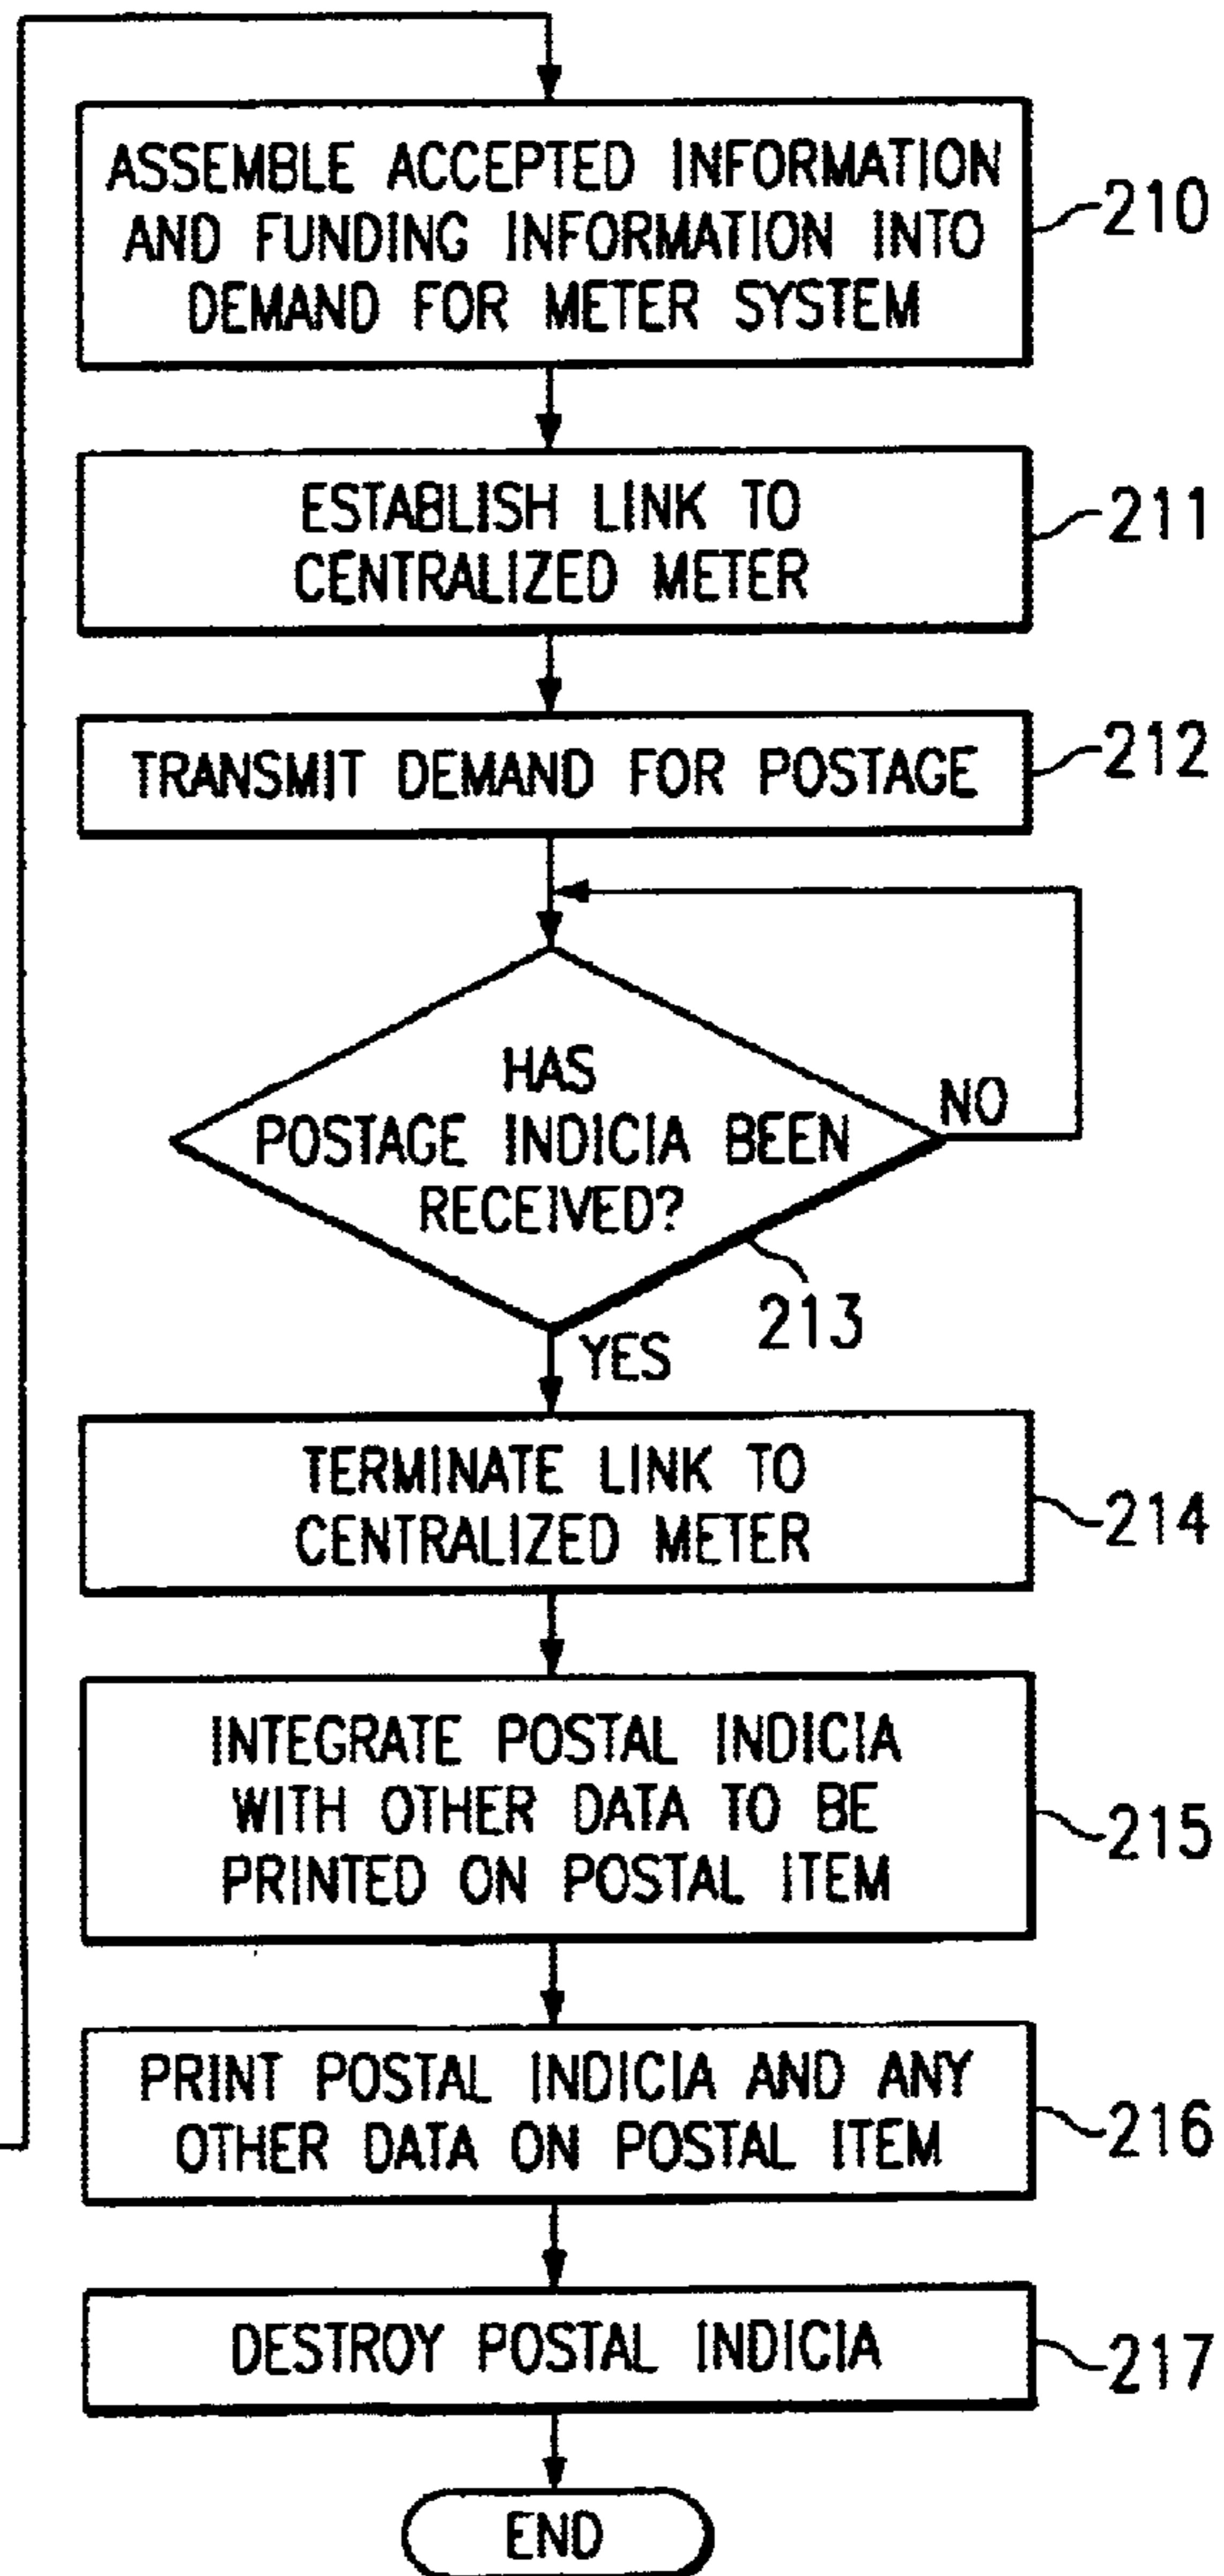 ASSEMBLE ACCEPTED INFORMATION
AND FUNDING INFORMATION INTO
DEMAND FOR METER SYSTEM
210
ESTABLISH LINK TO
CENTRALIZED METER
211
TRANSMIT DEMAND FOR POSTAGE
212
HAS
POSTAGE INDICIA BEEN
RECEIVED?
NO
213
YES
TERMINATE LINK TO
CENTRALIZED METER
214
INTEGRATE POSTAL INDICIA
WITH OTHER DATA TO BE
PRINTED ON POSTAL ITEM
215
PRINT POSTAL INDICIA AND ANY
OTHER DATA ON POSTAL ITEM
216
DESTROY POSTAL INDICIA
217
END